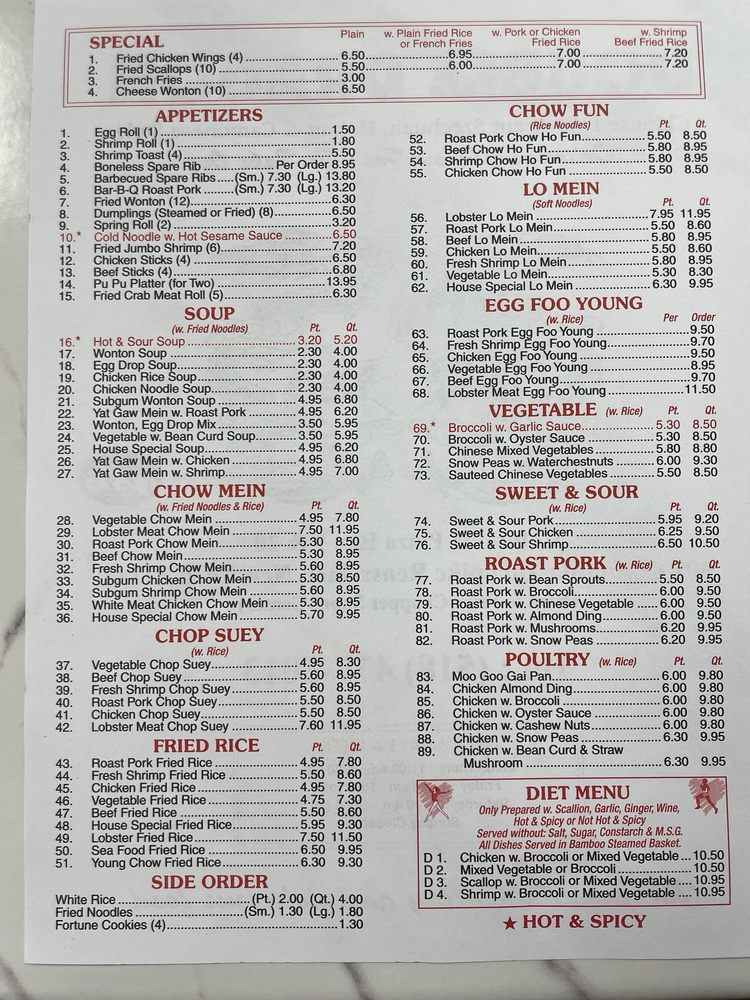 SPECIAL
Plain
w. Plain Fried Rice or French Fries
w. Pork or Chicken Fried Rice
w. Shrimp Beef Fried Rice
1. Fried Chicken Wings (4) 6.50 6.95 7.00 7.20
2. Fried Scallops (10) 5.50 6.00 7.00 7.20
3. French Fries 3.00
4. Cheese Wonton (10) 6.50
APPETIZERS
1. Egg Roll (1) 1.50
2. Shrimp Roll (1) 1.80
3. Shrimp Toast (4) 5.50
4. Boneless Spare Rib Per Order 8.95
5. Barbecued Spare Ribs (Sm.) 7.30 (Lg.) 13.80
6. Bar-B-Q Roast Pork (Sm.) 7.30 (Lg.) 13.20
7. Fried Wonton (12) 6.30
8. Dumplings (Steamed or Fried) (8) 6.50
9. Spring Roll (2) 3.20
10.* Cold Noodle w. Hot Sesame Sauce 6.50
11. Fried Jumbo Shrimp (6) 7.20
12. Chicken Sticks (4) 6.50
13. Beef Sticks (4) 6.80
14. Pu Pu Platter (for Two) 13.95
15. Fried Crab Meat Roll (5) 6.30
SOUP
(w. Fried Noodles) Pt. Qt.
16.* Hot & Sour Soup 3.20 5.20
17. Wonton Soup 2.30 4.00
18. Egg Drop Soup 2.30 4.00
19. Chicken Rice Soup 2.30 4.00
20. Chicken Noodle Soup 2.30 4.00
21. Subgum Wonton Soup 4.95 6.80
22. Yat Gaw Mein w. Roast Pork 4.95 6.20
23. Wonton, Egg Drop Mix 3.50 5.95
24. Vegetable w. Bean Curd Soup 3.50 5.95
25. House Special Soup 4.95 6.20
26. Yat Gaw Mein w. Chicken 4.95 6.80
27. Yat Gaw Mein w. Shrimp 4.95 7.00
CHOW MEIN
(w. Fried Noodles & Rice) Pt. Qt.
28. Vegetable Chow Mein 4.95 7.80
29. Lobster Meat Chow Mein 7.50 11.95
30. Roast Pork Chow Mein 5.30 8.50
31. Beef Chow Mein 5.30 8.95
32. Fresh Shrimp Chow Mein 5.60 8.95
33. Subgum Chicken Chow Mein 5.30 8.50
34. Subgum Shrimp Chow Mein 5.60 8.95
35. White Meat Chicken Chow Mein 5.30 8.95
36. House Special Chow Mein 5.70 9.95
CHOP SUEY
(w. Rice) Pt. Qt.
37. Vegetable Chop Suey 4.95 8.30
38. Beef Chop Suey 5.60 8.95
39. Fresh Shrimp Chop Suey 5.60 8.95
40. Roast Pork Chop Suey 5.50 8.50
41. Chicken Chop Suey 5.50 8.50
42. Lobster Meat Chop Suey 7.60 11.95
FRIED RICE Pt. Qt.
43. Roast Pork Fried Rice 4.95 7.80
44. Fresh Shrimp Fried Rice 5.50 8.60
45. Chicken Fried Rice 4.95 7.80
46. Vegetable Fried Rice 4.75 7.30
47. Beef Fried Rice 5.50 8.60
48. House Special Fried Rice 5.95 9.30
49. Lobster Fried Rice 7.50 11.50
50. Sea Food Fried Rice 6.50 9.95
51. Young Chow Fried Rice 6.30 9.30
SIDE ORDER
White Rice (Pt.) 2.00 (Qt.) 4.00
Fried Noodles (Sm.) 1.30 (Lg.) 1.80
Fortune Cookies (4) 1.30
CHOW FUN
(Rice Noodles) Pt. Qt.
52. Roast Pork Chow Ho Fun 5.50 8.50
53. Beef Chow Ho Fun 5.80 8.95
54. Shrimp Chow Ho Fun 5.80 8.95
55. Chicken Chow Ho Fun 5.50 8.50
LO MEIN
(Soft Noodles) Pt. Qt.
56. Lobster Lo Mein 7.95 11.95
57. Roast Pork Lo Mein 5.50 8.60
58. Beef Lo Mein 5.80 8.95
59. Chicken Lo Mein 5.50 8.60
60. Fresh Shrimp Lo Mein 5.80 8.95
61. Vegetable Lo Mein 5.30 8.30
62. House Special Lo Mein 6.30 9.95
EGG FOO YOUNG
(w. Rice) Per Order
63. Roast Pork Egg Foo Young 9.50
64. Fresh Shrimp Egg Foo Young 9.70
65. Chicken Egg Foo Young 9.50
66. Vegetable Egg Foo Young 8.95
67. Beef Egg Foo Young 9.70
68. Lobster Meat Egg Foo Young 11.50
VEGETABLE (w. Rice) Pt. Qt.
69.* Broccoli w. Garlic Sauce 5.30 8.50
70. Broccoli w. Oyster Sauce 5.30 8.50
71. Chinese Mixed Vegetables 5.80 8.80
72. Snow Peas w. Waterchestnuts 6.00 9.30
73. Sauteed Chinese Vegetables 5.50 8.50
SWEET & SOUR
(w. Rice) Pt. Qt.
74. Sweet & Sour Pork 5.95 9.20
75. Sweet & Sour Chicken 6.25 9.50
76. Sweet & Sour Shrimp 6.50 10.50
ROAST PORK (w. Rice) Pt. Qt.
77. Roast Pork w. Bean Sprouts 5.50 8.50
78. Roast Pork w. Broccoli 6.00 9.50
79. Roast Pork w. Chinese Vegetable 6.00 9.50
80. Roast Pork w. Almond Ding 6.00 9.50
81. Roast Pork w. Mushrooms 6.20 9.95
82. Roast Pork w. Snow Peas 6.20 9.95
POULTRY (w. Rice) Pt. Qt.
83. Moo Goo Gai Pan 6.00 9.80
84. Chicken Almond Ding 6.00 9.80
85. Chicken w. Broccoli 6.00 9.80
86. Chicken w. Oyster Sauce 6.00 9.80
87. Chicken w. Cashew Nuts 6.00 9.80
88. Chicken w. Snow Peas 6.30 9.95
89. Chicken w. Bean Curd & Straw
Mushroom 6.30 9.95
DIET MENU
Only Prepared w. Scallion, Garlic, Ginger, Wine,
Hot & Spicy or Not Hot & Spicy
Served without: Salt, Sugar, Constarch & M.S.G.
All Dishes Served in Bamboo Steamed Basket.
D 1. Chicken w. Broccoli or Mixed Vegetable 10.50
D 2. Mixed Vegetable or Broccoli 10.50
D 3. Scallop w. Broccoli or Mixed Vegetable 10.95
D 4. Shrimp w. Broccoli or Mixed Vegetable 10.95
★ HOT & SPICY